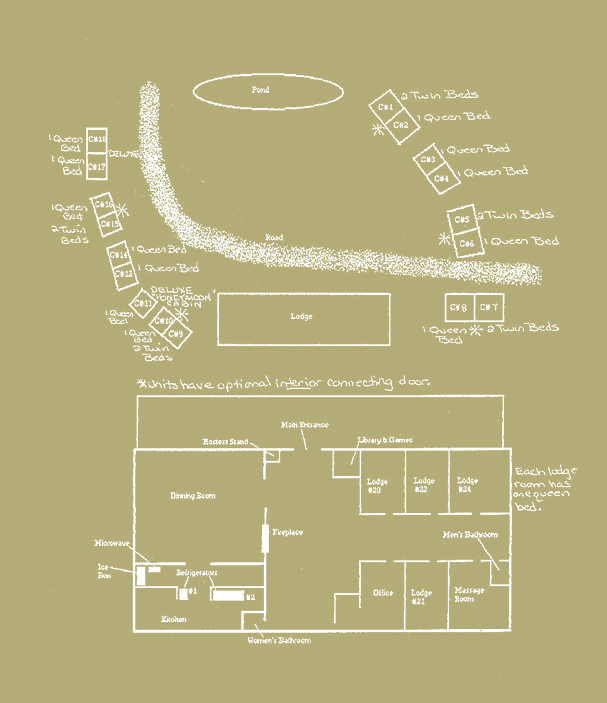 Pond
C#1
2 Twin Beds
C#2
1 Queen Bed
C#3
1 Queen Bed
C#4
1 Queen Bed
C#5
2 Twin Beds
C#6
1 Queen Bed
1 Queen
Bed
C#18
1 Queen
Bed
C#17
DELUXE
1 Queen
Bed
C#16
2 Twin
Beds
C#15
Road
C#14
1 Queen Bed
C#12
1 Queen Bed
DELUXE
"HONEYMOON"
CABIN
C#11
1 Queen
Bed
C#10
1 Queen
Bed
C#9
2 Twin
Beds
Lodge
C#8
C#7
1 Queen
Bed
2 Twin Beds
*Units have optional interior connecting door.
Main Entrance
Hostess Stand
Library & Games
Dining Room
Lodge
#20
Lodge
#22
Lodge
#24
Each lodge
room has
one queen
bed.
Fireplace
Men's Bathroom
Microwave
Ice
Box
Refrigerators
#1
#2
Kitchen
Women's Bathroom
Office
Lodge
#21
Massage
Room